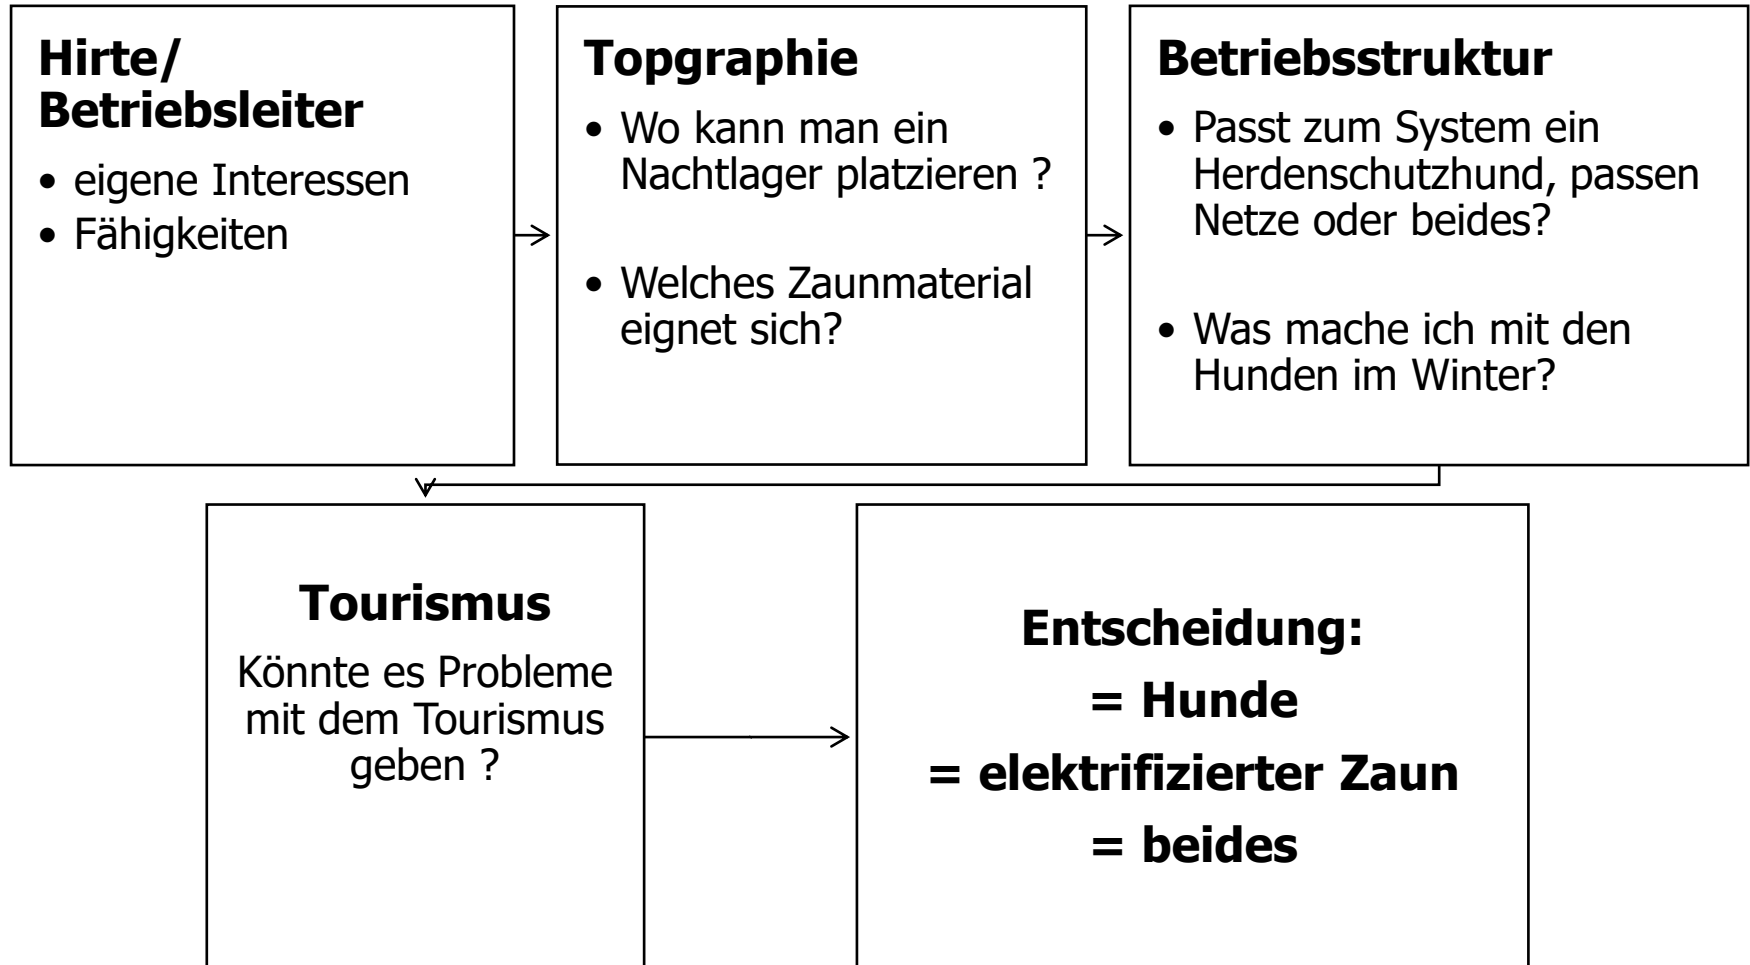 Hirte/
Betriebsleiter
• eigene Interessen
• Fähigkeiten
Topgraphie
• Wo kann man ein
Nachtlager platzieren ?
• Welches Zaunmaterial
eignet sich?
Betriebsstruktur
• Passt zum System ein
Herdenschutzhund, passen
Netze oder beides?
• Was mache ich mit den
Hunden im Winter?
Tourismus
Könnte es Probleme
mit dem Tourismus
geben ?
Entscheidung:
= Hunde
= elektrifizierter Zaun
= beides